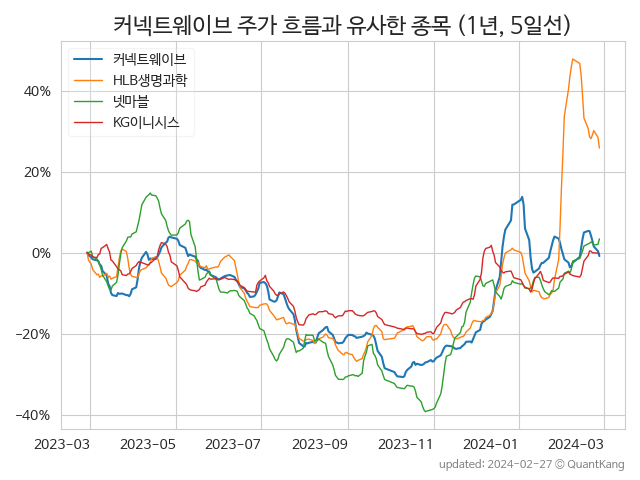 커넥트웨이브 주가 흐름과 유사한 종목 (1년, 5일선)
커넥트웨이브
HLB생명과학
넷마블
KG이니시스
40%
20%
0%
−20%
−40%
2023-03 2023-05 2023-07 2023-09 2023-11 2024-01 2024-03
updated: 2024-02-27 © QuantKang